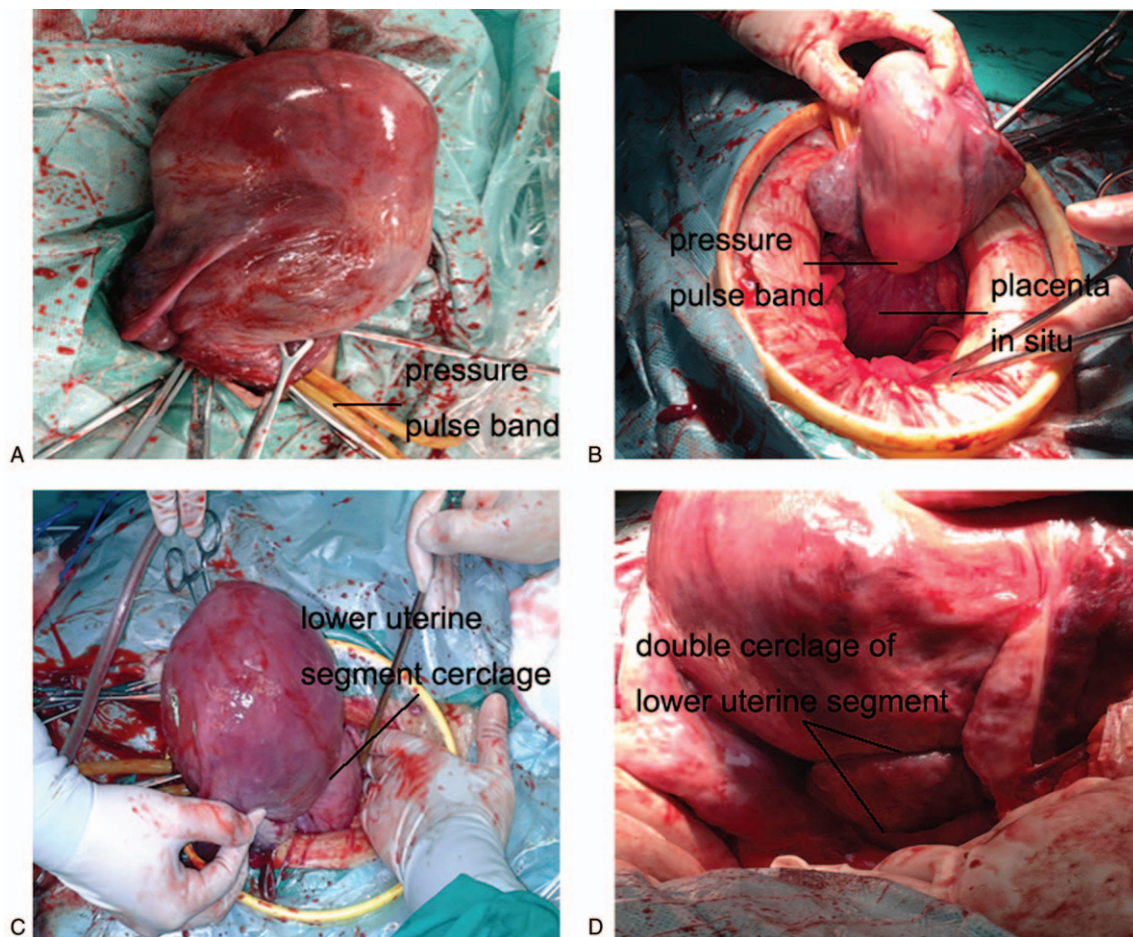 pressure
pulse band
A
pressure
pulse band
placenta
in situ
B
lower uterine
segment cerclage
C
double cerclage of
lower uterine segment
D